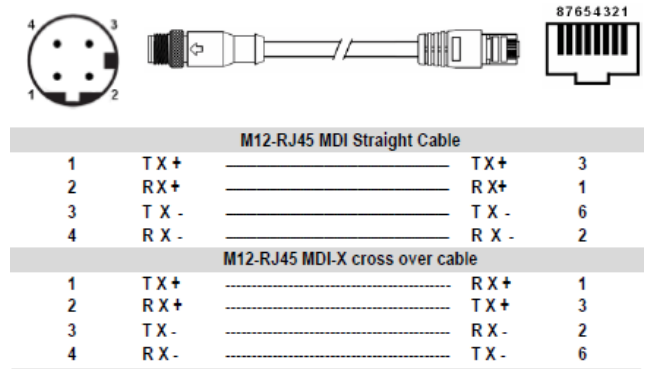 87654321
4 3
1 2
M12-RJ45 MDI Straight Cable
1 TX+ TX+ 3
2 RX+ RX+ 1
3 TX- TX- 6
4 RX- RX- 2
M12-RJ45 MDI-X cross over cable
1 TX+ RX+ 1
2 RX+ TX+ 3
3 TX- RX- 2
4 RX- TX- 6